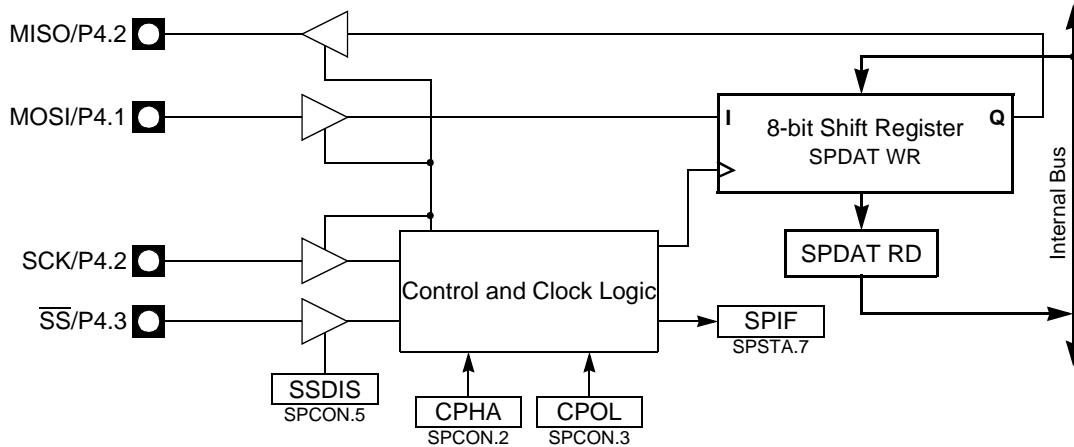 MISO/P4.2
MOSI/P4.1
I
8-bit Shift Register
Q
SPDAT WR
Internal Bus
SCK/P4.2
SPDAT RD
Control and Clock Logic
SS/P4.3
SPIF
SPSTA.7
SSDIS
SPCON.5
CPHA
SPCON.2
CPOL
SPCON.3